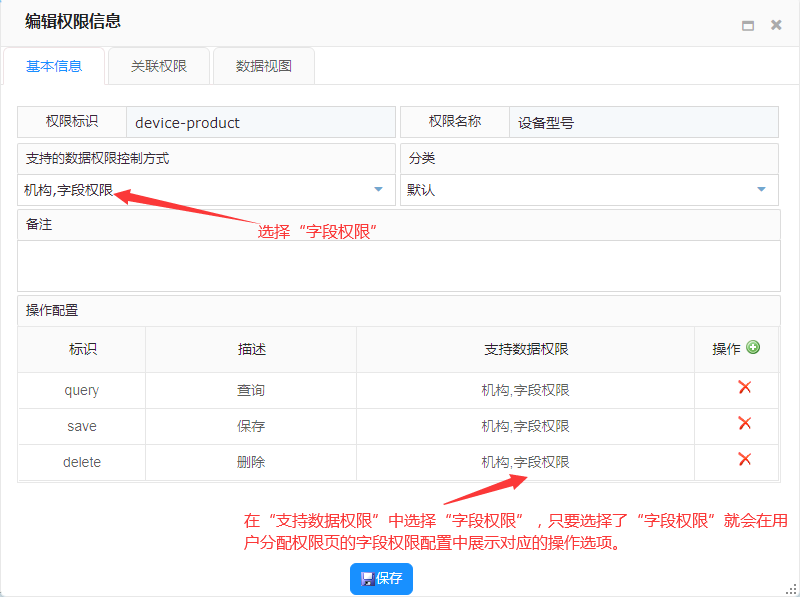 编辑权限信息
基本信息 关联权限 数据视图
权限标识 device-product 权限名称 设备型号
支持的数据权限控制方式 分类
机构,字段权限 默认
选择“字段权限”
备注
操作配置
标识 描述 支持数据权限 操作
query 查询 机构,字段权限
save 保存 机构,字段权限
delete 删除 机构,字段权限
在“支持数据权限”中选择“字段权限”，只要选择了“字段权限”就会在用
户分配权限页的字段权限配置中展示对应的操作选项。
保存